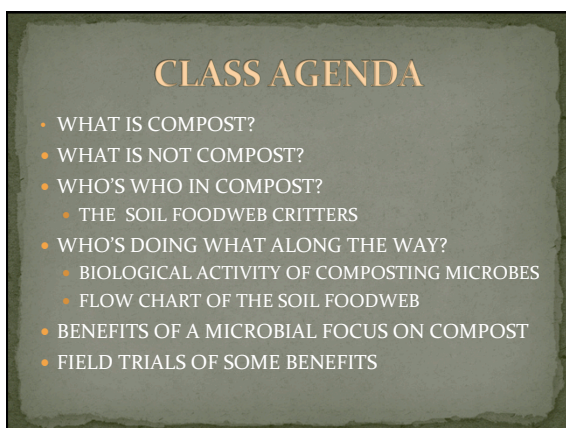 CLASS AGENDA
• WHAT IS COMPOST?
• WHAT IS NOT COMPOST?
• WHO'S WHO IN COMPOST?
• THE SOIL FOODWEB CRITTERS
• WHO'S DOING WHAT ALONG THE WAY?
• BIOLOGICAL ACTIVITY OF COMPOSTING MICROBES
• FLOW CHART OF THE SOIL FOODWEB
• BENEFITS OF A MICROBIAL FOCUS ON COMPOST
• FIELD TRIALS OF SOME BENEFITS